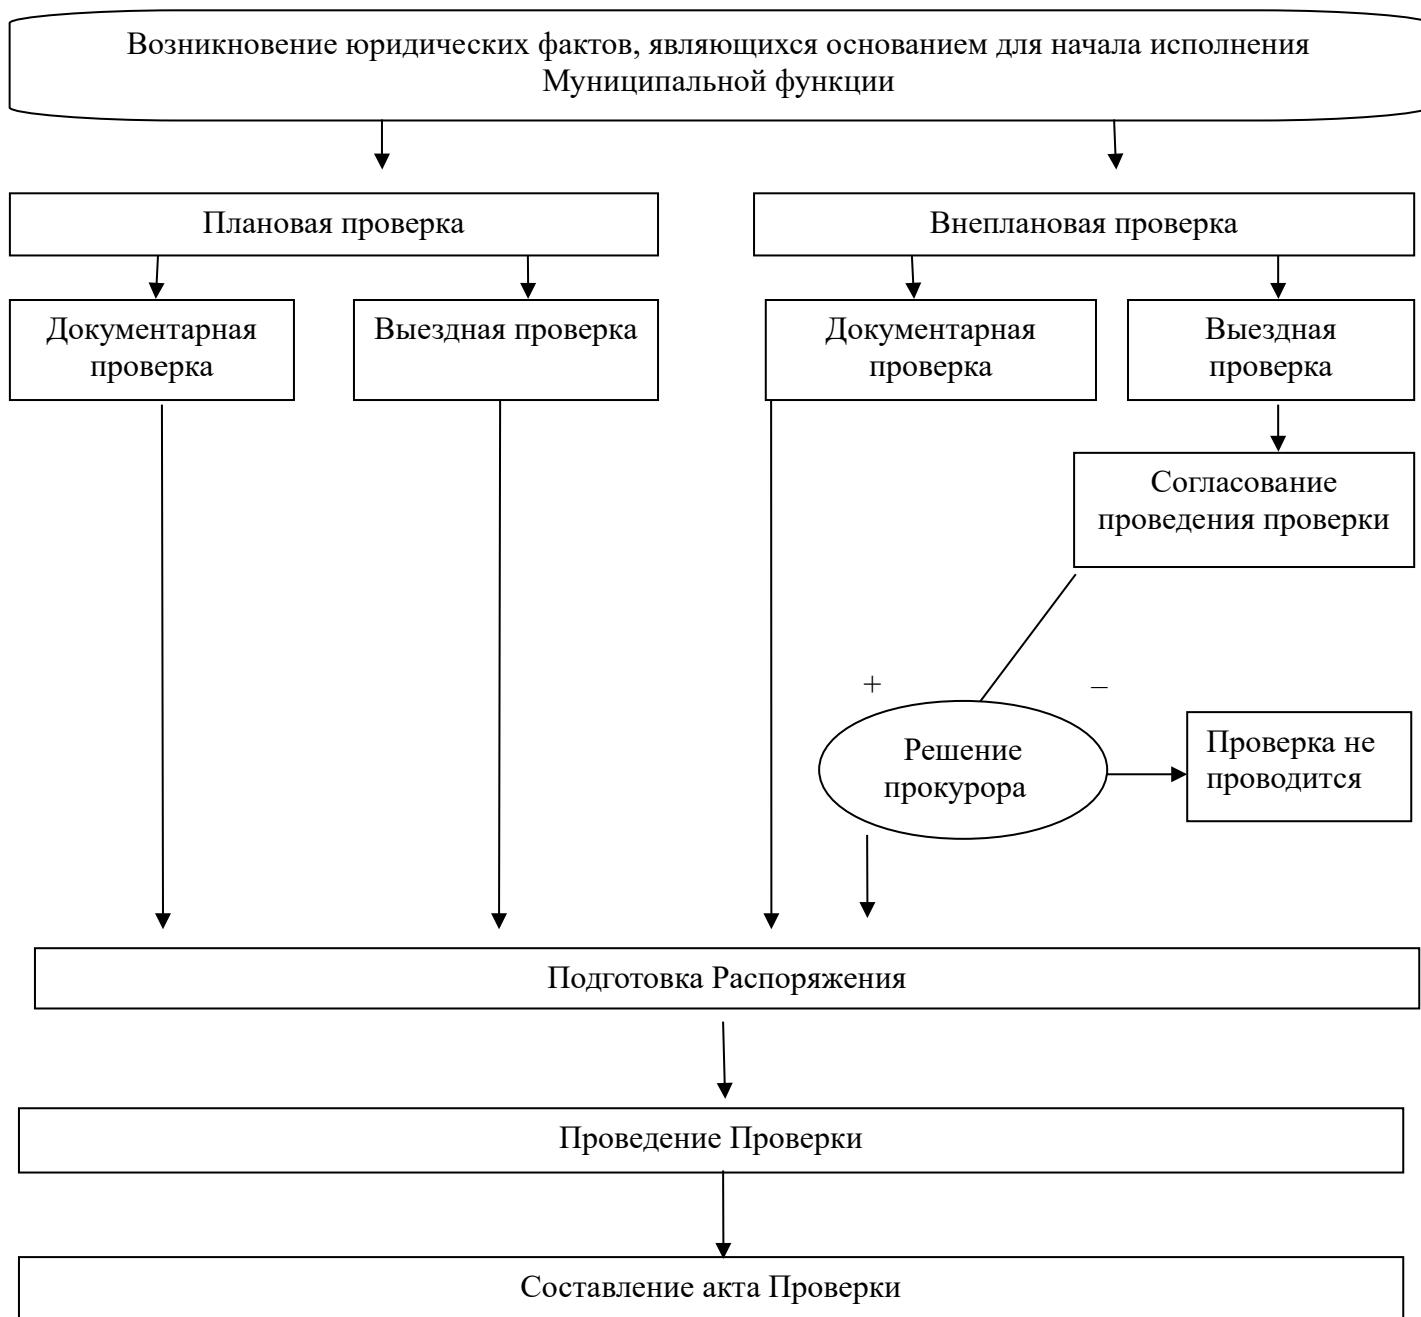 Возникновение юридических фактов, являющихся основанием для начала исполнения
Муниципальной функции
Плановая проверка
Внеплановая проверка
Документарная
проверка
Выездная проверка
Документарная
проверка
Выездная
проверка
Согласование
проведения проверки
+
–
Решение
прокурора
Проверка не
проводится
Подготовка Распоряжения
Проведение Проверки
Составление акта Проверки